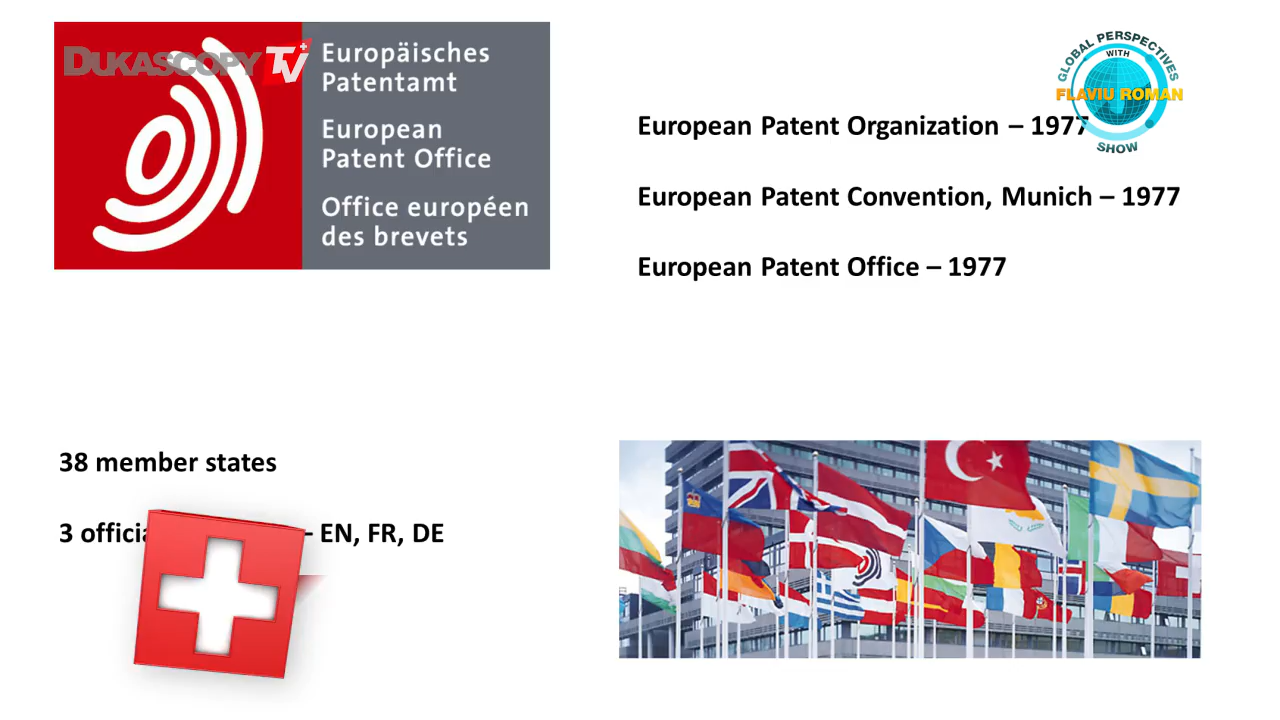 DUKASCOPY TV
Europäisches
Patentamt
European
Patent Office
Office européen
des brevets
GLOBAL PERSPECTIVES
WITH
FLAVIU ROMAN
SHOW
European Patent Organization – 1977
European Patent Convention, Munich – 1977
European Patent Office – 1977
38 member states
3 officia - EN, FR, DE